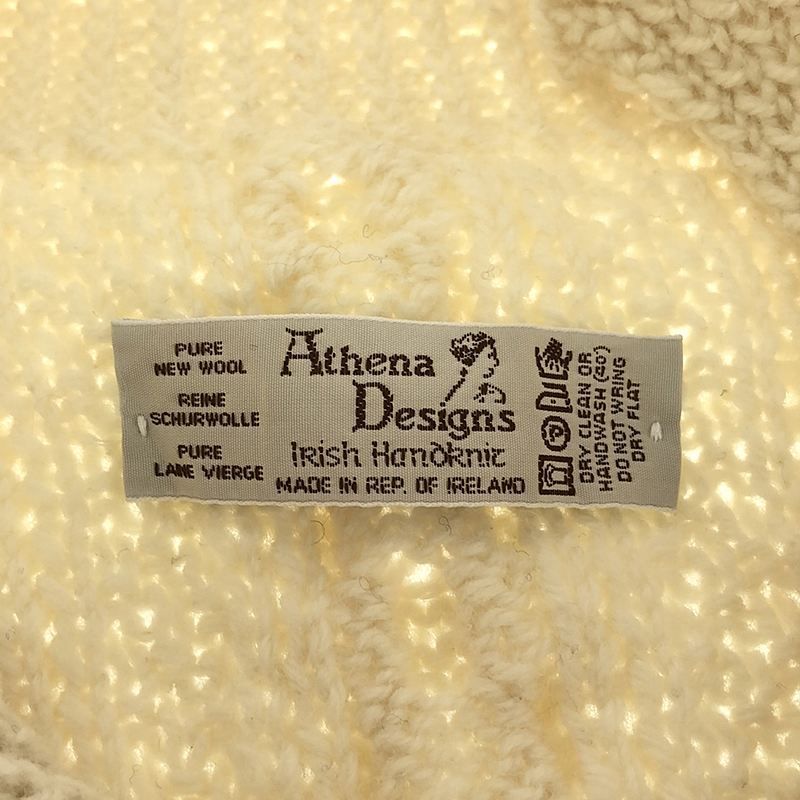 PURE
NEW WOOL
REINE
SCHURWOLLE
PURE
LANE VIERGE
Athena
Designs
Irish Handknit
MADE IN REP. OF IRELAND
DRY CLEAN OR
HANDWASH (40°)
DO NOT WRING
DRY FLAT